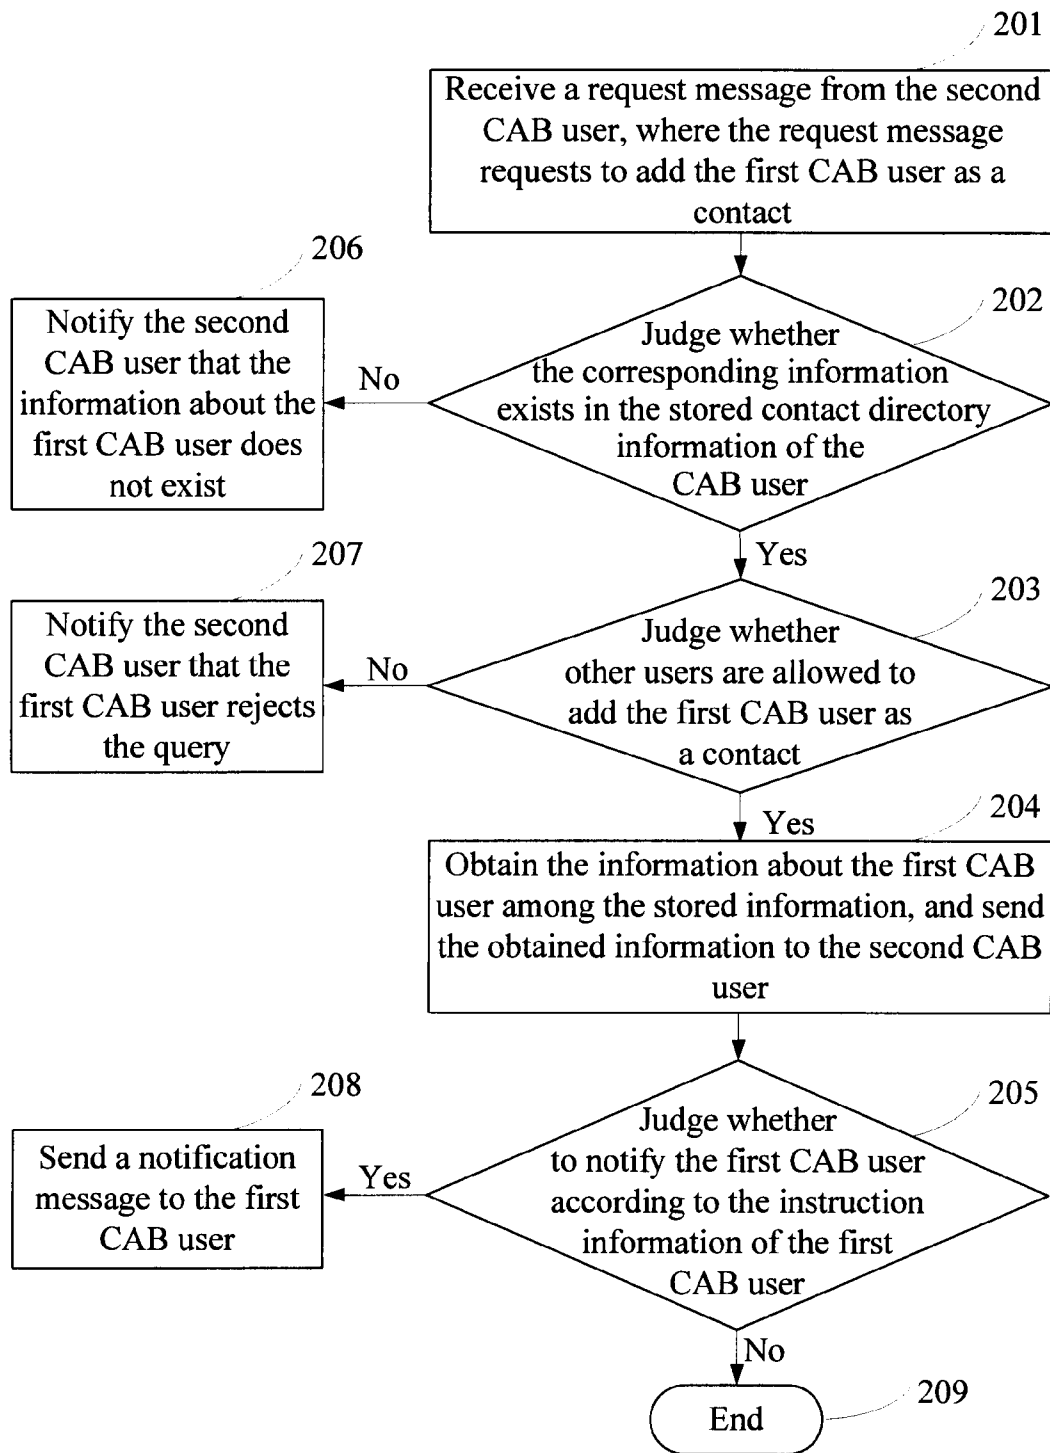 201
Receive a request message from the second
CAB user, where the request message
requests to add the first CAB user as a
contact
206
Notify the second
CAB user that the
information about the
first CAB user does
not exist
No
202
Judge whether
the corresponding information
exists in the stored contact directory
information of the
CAB user
Yes
207
Notify the second
CAB user that the
first CAB user rejects
the query
No
203
Judge whether
other users are allowed to
add the first CAB user as
a contact
Yes
204
Obtain the information about the first CAB
user among the stored information, and send
the obtained information to the second CAB
user
208
Send a notification
message to the first
CAB user
Yes
205
Judge whether
to notify the first CAB user
according to the instruction
information of the first
CAB user
No
209
End